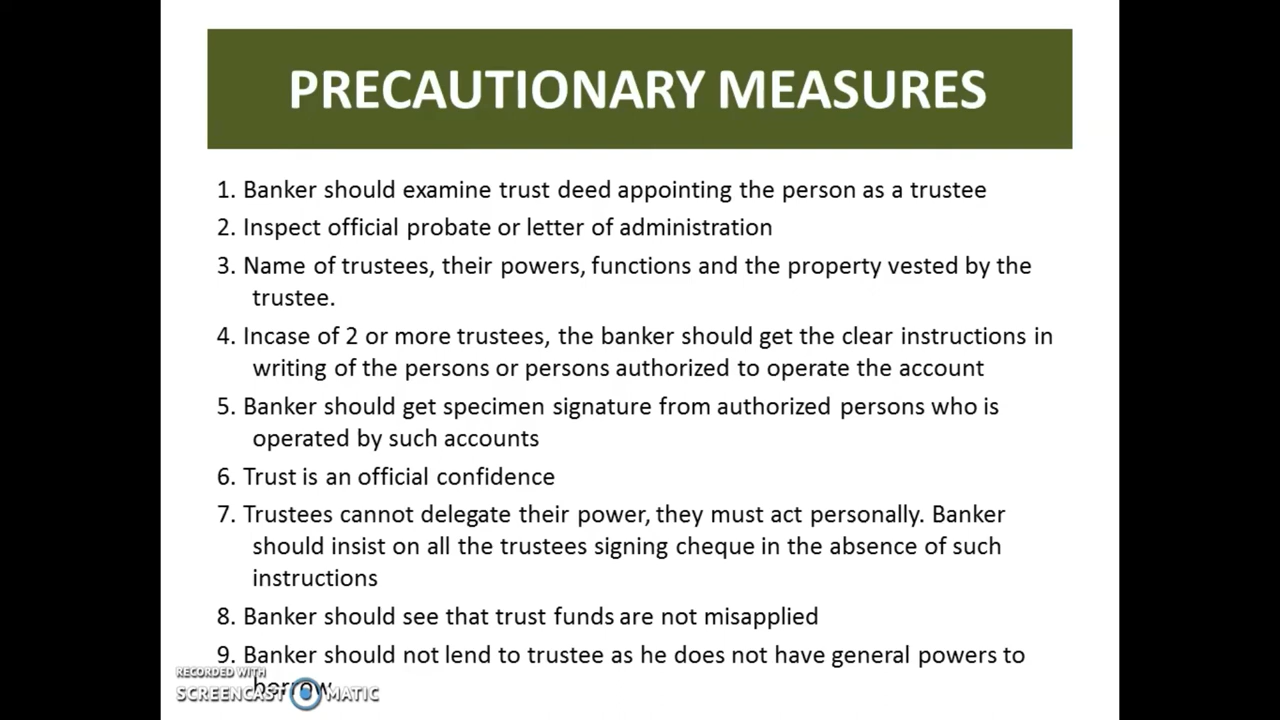 PRECAUTIONARY MEASURES
1. Banker should examine trust deed appointing the person as a trustee
2. Inspect official probate or letter of administration
3. Name of trustees, their powers, functions and the property vested by the
trustee.
4. Incase of 2 or more trustees, the banker should get the clear instructions in
writing of the persons or persons authorized to operate the account
5. Banker should get specimen signature from authorized persons who is
operated by such accounts
6. Trust is an official confidence
7. Trustees cannot delegate their power, they must act personally. Banker
should insist on all the trustees signing cheque in the absence of such
instructions
8. Banker should see that trust funds are not misapplied
9. Banker should not lend to trustee as he does not have general powers to
borrow
RECORDED WITH
SCREENCAST MATIC